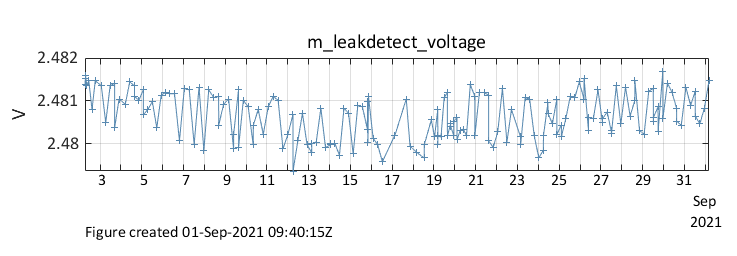 m_leakdetect_voltage
2.482
2.481
2.48
V
3 5 7 9 11 13 15 17 19 21 23 25 27 29 31
Sep
2021
Figure created 01-Sep-2021 09:40:15Z